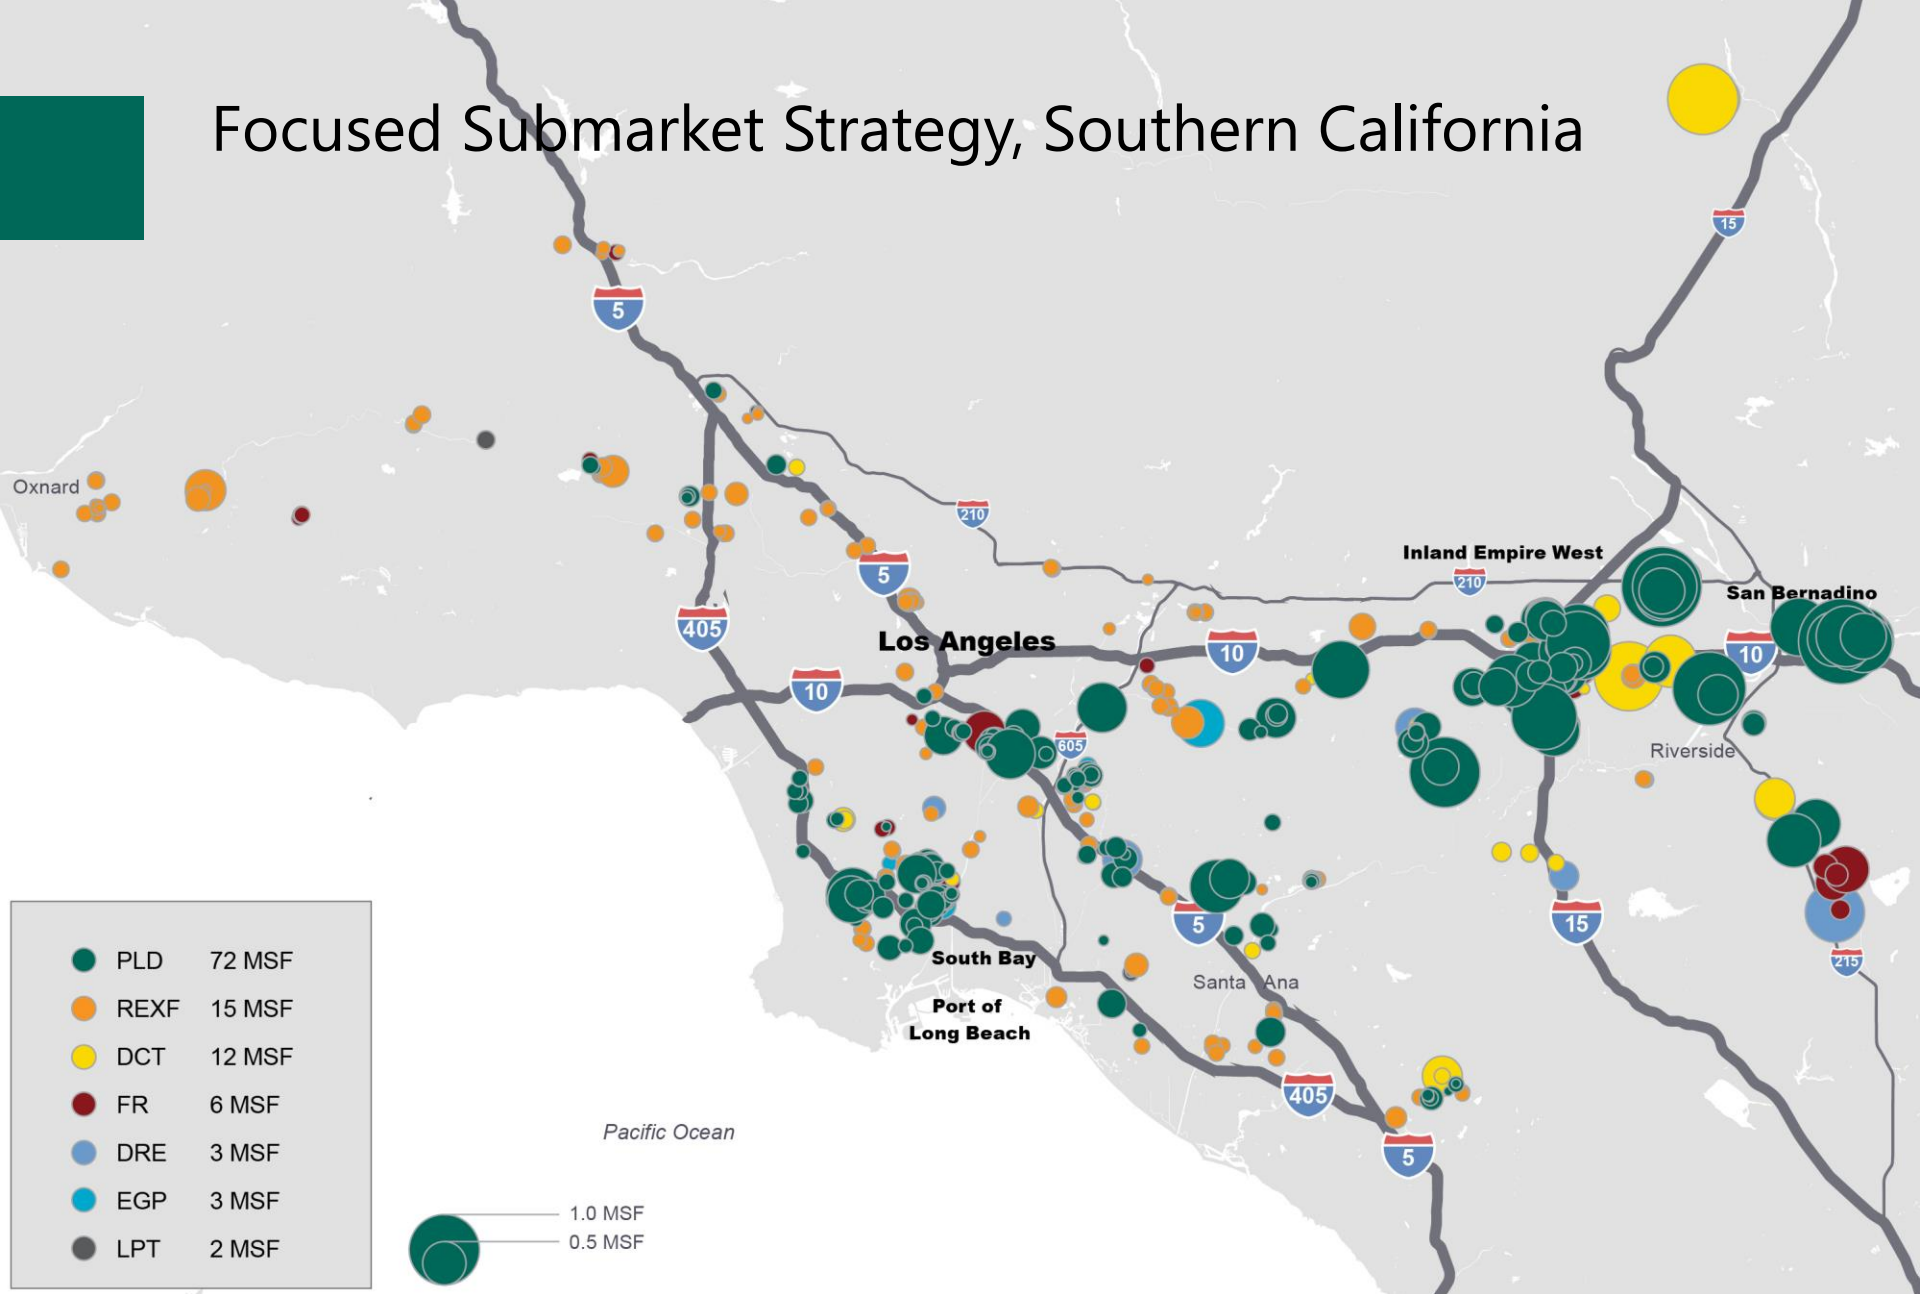 Focused Submarket Strategy, Southern California
15
5
Oxnard
210
Inland Empire West
5
210
San Bernadino
405
Los Angeles
10
10
10
605
Riverside
5
15
South Bay
215
Santa Ana
Port of
Long Beach
405
Pacific Ocean
5
PLD 72 MSF
REXF 15 MSF
DCT 12 MSF
FR 6 MSF
DRE 3 MSF
EGP 3 MSF
LPT 2 MSF
1.0 MSF
0.5 MSF